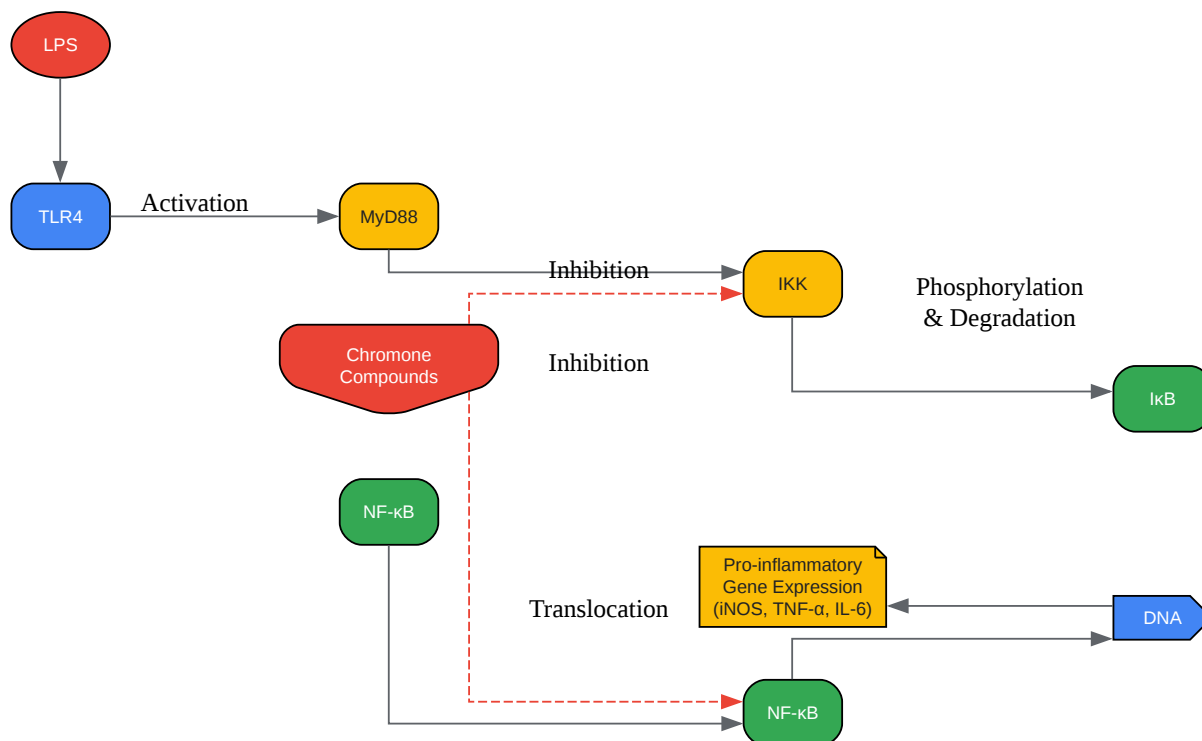 LPS
TLR4
Activation
MyD88
Inhibition
IKK
Phosphorylation
& Degradation
Chromone
Compounds
Inhibition
IκB
NF-κB
Pro-inflammatory
Gene Expression
(iNOS, TNF-α, IL-6)
Translocation
DNA
NF-κB